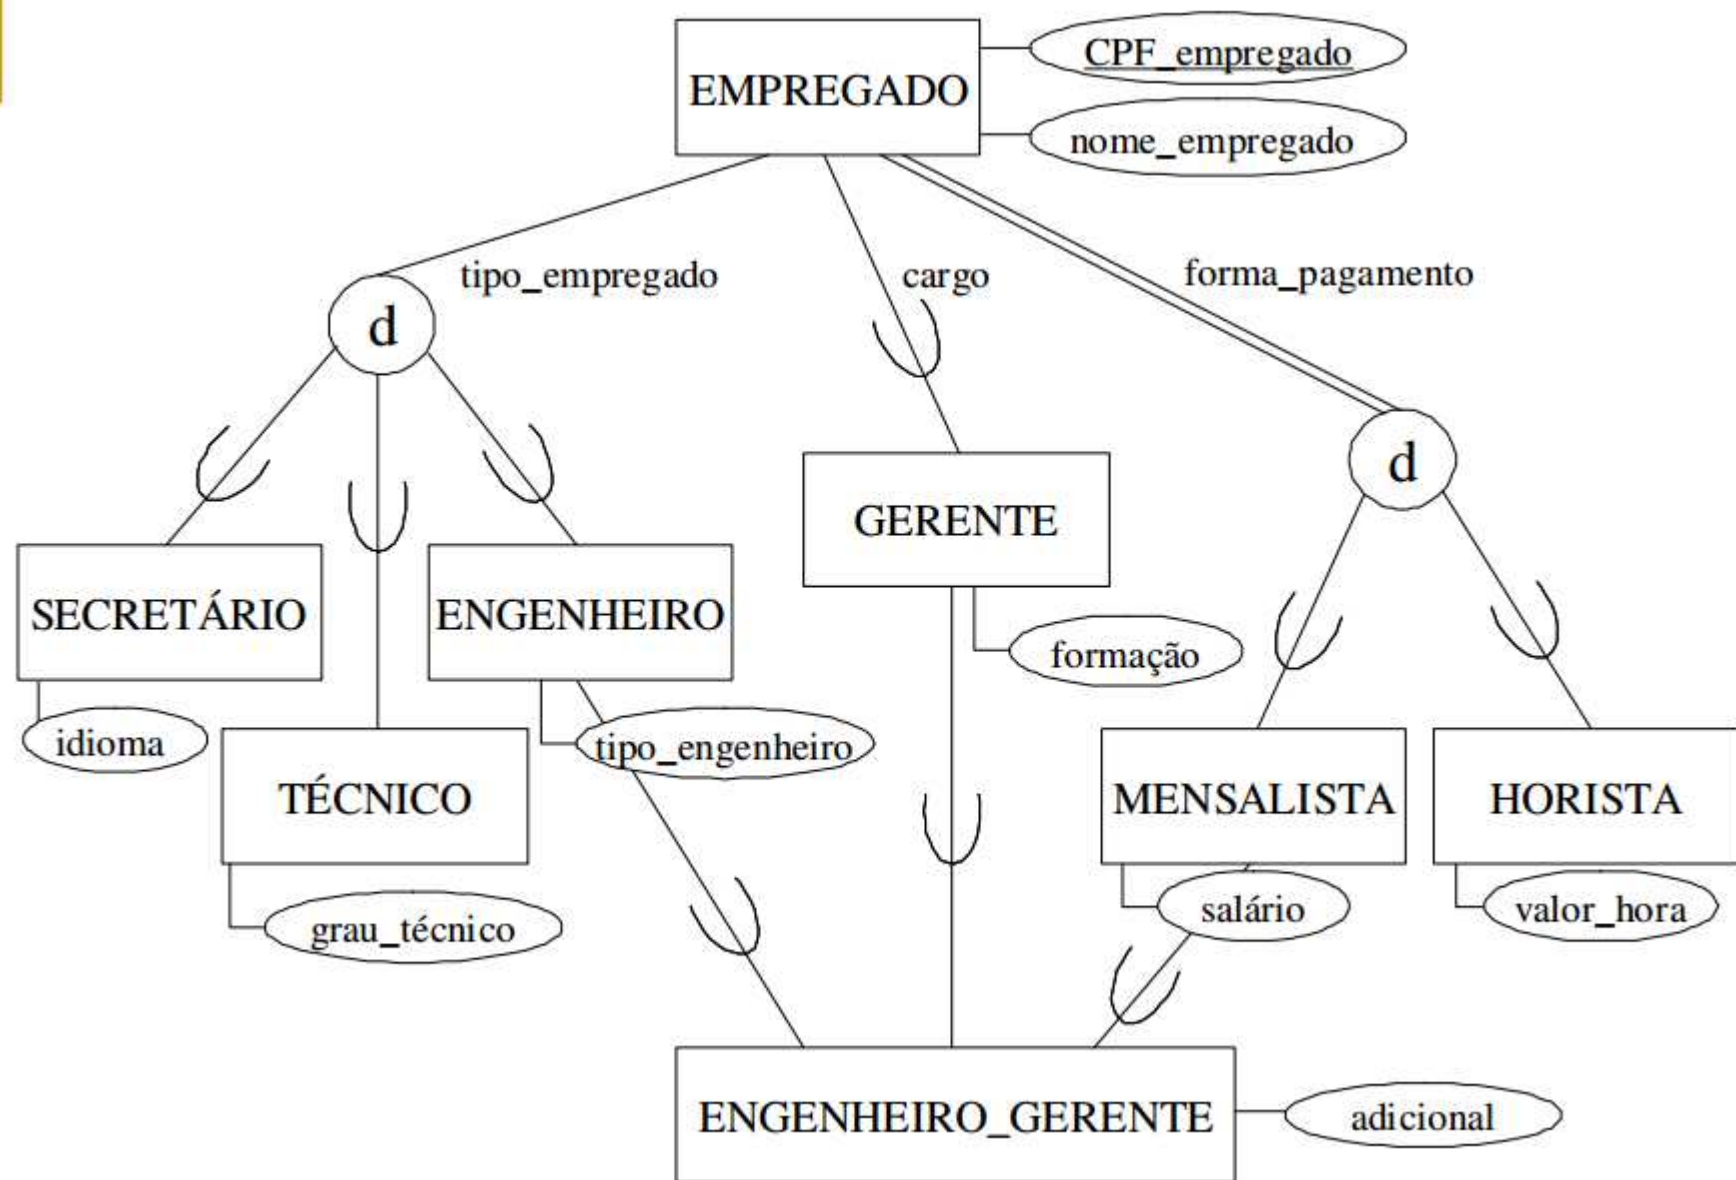 CPF_empregado
EMPREGADO
nome_empregado
tipo_empregado
cargo
forma_pagamento
d
d
GERENTE
SECRETÁRIO
ENGENHEIRO
formação
idioma
tipo_engenheiro
TÉCNICO
MENSALISTA
HORISTA
grau_técnico
salário
valor_hora
ENGENHEIRO_GERENTE
adicional